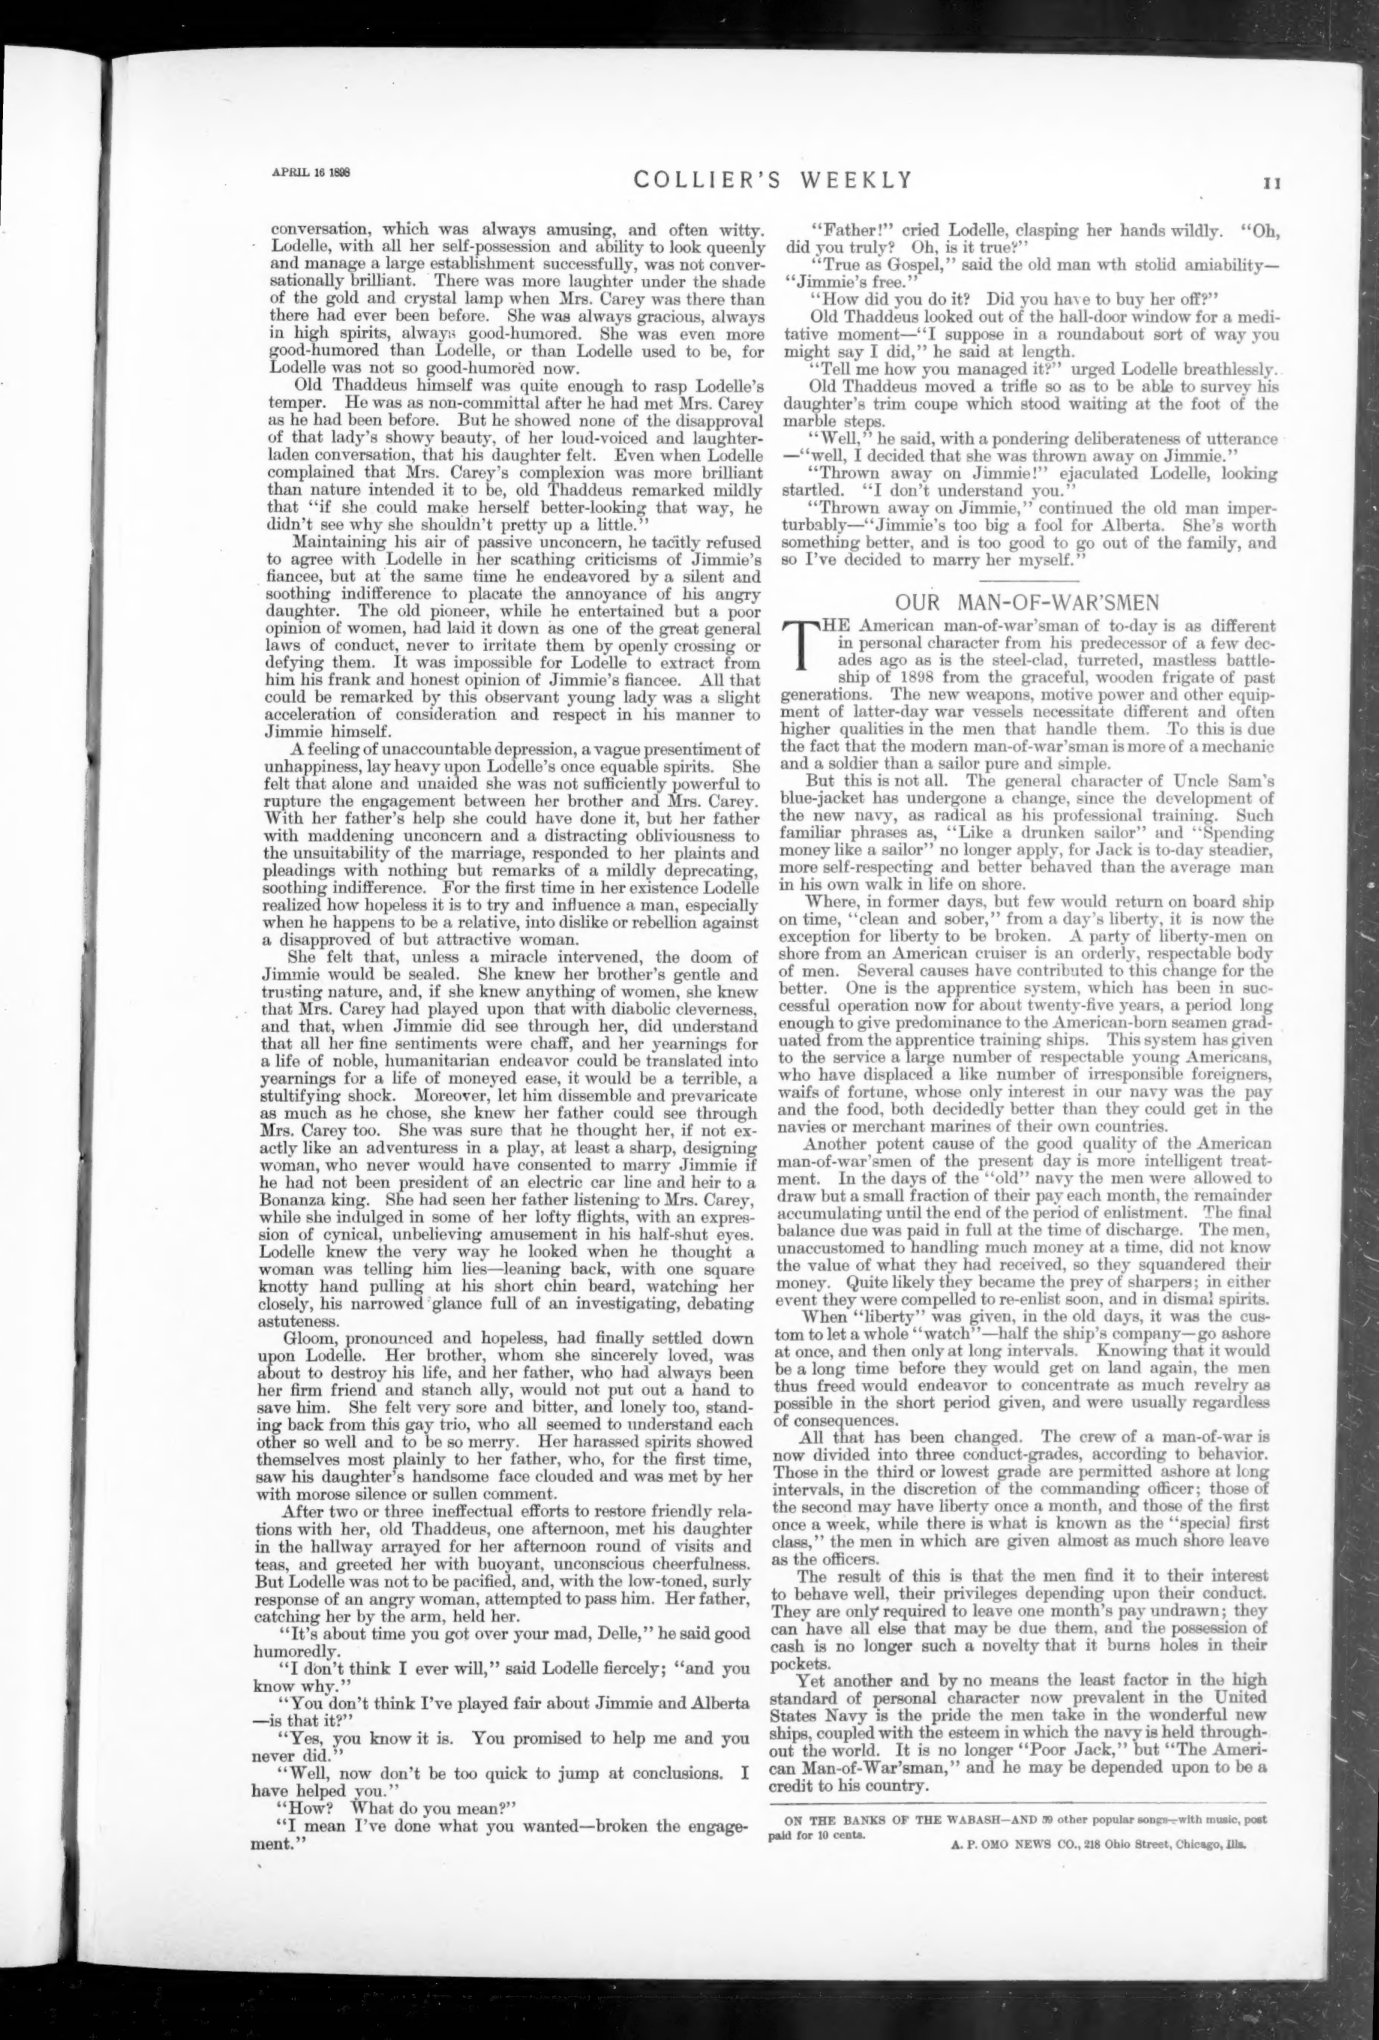 APRIL 16 1898
COLLIER'S WEEKLY
11
conversation, which was always amusing, and often witty.
Lodelle, with all her self-possession and ability to look queenly
and manage a large establishment successfully, was not conver-
sationally brilliant. There was more laughter under the shade
of the gold and crystal lamp when Mrs. Carey was there than
there had ever been before. She was always gracious, always
in high spirits, always good-humored. She was even more
good-humored than Lodelle, or than Lodelle used to be, for
Lodelle was not so good-humored now.
Old Thaddeus himself was quite enough to rasp Lodelle's
temper. He was as non-committal after he had met Mrs. Carey
as he had been before. But he showed none of the disapproval
of that lady's showy beauty, of her loud-voiced and laughter-
laden conversation, that his daughter felt. Even when Lodelle
complained that Mrs. Carey's complexion was more brilliant
than nature intended it to be, old Thaddeus remarked mildly
that "if she could make herself better-looking that way, he
didn't see why she shouldn't pretty up a little."
Maintaining his air of passive unconcern, he tacitly refused
to agree with Lodelle in her scathing criticisms of Jimmie's
fiancee, but at the same time he endeavored by a silent and
soothing indifference to placate the annoyance of his angry
daughter. The old pioneer, while he entertained but a poor
opinion of women, had laid it down as one of the great general
laws of conduct, never to irritate them by openly crossing or
defying them. It was impossible for Lodelle to extract from
him his frank and honest opinion of Jimmie's fiancee. All that
could be remarked by this observant young lady was a slight
acceleration of consideration and respect in his manner to
Jimmie himself.
A feeling of unaccountable depression, a vague presentiment of
unhappiness, lay heavy upon Lodelle's once equable spirits. She
felt that alone and unaided she was not sufficiently powerful to
rupture the engagement between her brother and Mrs. Carey.
With her father's help she could have done it, but her father
with maddening unconcern and a distracting obliviousness to
the unsuitability of the marriage, responded to her plaints and
pleadings with nothing but remarks of a mildly deprecating,
soothing indifference. For the first time in her existence Lodelle
realized how hopeless it is to try and influence a man, especially
when he happens to be a relative, into dislike or rebellion against
a disapproved of but attractive woman.
She felt that, unless a miracle intervened, the doom of
Jimmie would be sealed. She knew her brother's gentle and
trusting nature, and, if she knew anything of women, she knew
that Mrs. Carey had played upon that with diabolic cleverness,
and that, when Jimmie did see through her, did understand
that all her fine sentiments were chaff, and her yearnings for
a life of noble, humanitarian endeavor could be translated into
yearnings for a life of moneyed ease, it would be a terrible, a
stultifying shock. Moreover, let him dissemble and prevaricate
as much as he chose, she knew her father could see through
Mrs. Carey too. She was sure that he thought her, if not ex-
actly like an adventuress in a play, at least a sharp, designing
woman, who never would have consented to marry Jimmie if
he had not been president of an electric car line and heir to a
Bonanza king. She had seen her father listening to Mrs. Carey,
while she indulged in some of her lofty flights, with an expres-
sion of cynical, unbelieving amusement in his half-shut eyes.
Lodelle knew the very way he looked when he thought a
woman was telling him lies—leaning back, with one square
knotty hand pulling at his short chin beard, watching her
closely, his narrowed glance full of an investigating, debating
astuteness.
Gloom, pronounced and hopeless, had finally settled down
upon Lodelle. Her brother, whom she sincerely loved, was
about to destroy his life, and her father, who had always been
her firm friend and stanch ally, would not put out a hand to
save him. She felt very sore and bitter, and lonely too, stand-
ing back from this gay trio, who all seemed to understand each
other so well and to be so merry. Her harassed spirits showed
themselves most plainly to her father, who, for the first time,
saw his daughter's handsome face clouded and was met by her
with morose silence or sullen comment.
After two or three ineffectual efforts to restore friendly rela-
tions with her, old Thaddeus, one afternoon, met his daughter
in the hallway arrayed for her afternoon round of visits and
teas, and greeted her with buoyant, unconscious cheerfulness.
But Lodelle was not to be pacified, and, with the low-toned, surly
response of an angry woman, attempted to pass him. Her father,
catching her by the arm, held her.
"It's about time you got over your mad, Delle," he said good
humoredly.
"I don't think I ever will," said Lodelle fiercely; "and you
know why."
"You don't think I've played fair about Jimmie and Alberta
—is that it?"
"Yes, you know it is. You promised to help me and you
never did."
"Well, now don't be too quick to jump at conclusions. I
have helped you."
"How? What do you mean?"
"I mean I've done what you wanted—broken the engage-
ment."
"Father!" cried Lodelle, clasping her hands wildly. "Oh,
did you truly? Oh, is it true?"
"True as Gospel," said the old man wth stolid amiability—
"Jimmie's free."
"How did you do it? Did you have to buy her off?"
Old Thaddeus looked out of the hall-door window for a medi-
tative moment—"I suppose in a roundabout sort of way you
might say I did," he said at length.
"Tell me how you managed it?" urged Lodelle breathlessly.
Old Thaddeus moved a trifle so as to be able to survey his
daughter's trim coupe which stood waiting at the foot of the
marble steps.
"Well," he said, with a pondering deliberateness of utterance
—"well, I decided that she was thrown away on Jimmie."
"Thrown away on Jimmie!" ejaculated Lodelle, looking
startled. "I don't understand you."
"Thrown away on Jimmie," continued the old man imper-
turbably—"Jimmie's too big a fool for Alberta. She's worth
something better, and is too good to go out of the family, and
so I've decided to marry her myself."
OUR MAN-OF-WAR'SMEN
THE American man-of-war'sman of to-day is as different
in personal character from his predecessor of a few dec-
ades ago as is the steel-clad, turreted, mastless battle-
ship of 1898 from the graceful, wooden frigate of past
generations. The new weapons, motive power and other equip-
ment of latter-day war vessels necessitate different and often
higher qualities in the men that handle them. To this is due
the fact that the modern man-of-war'sman is more of a mechanic
and a soldier than a sailor pure and simple.
But this is not all. The general character of Uncle Sam's
blue-jacket has undergone a change, since the development of
the new navy, as radical as his professional training. Such
familiar phrases as, "Like a drunken sailor" and "Spending
money like a sailor" no longer apply, for Jack is to-day steadier,
more self-respecting and better behaved than the average man
in his own walk in life on shore.
Where, in former days, but few would return on board ship
on time, "clean and sober," from a day's liberty, it is now the
exception for liberty to be broken. A party of liberty-men on
shore from an American cruiser is an orderly, respectable body
of men. Several causes have contributed to this change for the
better. One is the apprentice system, which has been in suc-
cessful operation now for about twenty-five years, a period long
enough to give predominance to the American-born seamen grad-
uated from the apprentice training ships. This system has given
to the service a large number of respectable young Americans,
who have displaced a like number of irresponsible foreigners,
waifs of fortune, whose only interest in our navy was the pay
and the food, both decidedly better than they could get in the
navies or merchant marines of their own countries.
Another potent cause of the good quality of the American
man-of-war'smen of the present day is more intelligent treat-
ment. In the days of the "old" navy the men were allowed to
draw but a small fraction of their pay each month, the remainder
accumulating until the end of the period of enlistment. The final
balance due was paid in full at the time of discharge. The men,
unaccustomed to handling much money at a time, did not know
the value of what they had received, so they squandered their
money. Quite likely they became the prey of sharpers; in either
event they were compelled to re-enlist soon, and in dismal spirits.
When "liberty" was given, in the old days, it was the cus-
tom to let a whole "watch"—half the ship's company—go ashore
at once, and then only at long intervals. Knowing that it would
be a long time before they would get on land again, the men
thus freed would endeavor to concentrate as much revelry as
possible in the short period given, and were usually regardless
of consequences.
All that has been changed. The crew of a man-of-war is
now divided into three conduct-grades, according to behavior.
Those in the third or lowest grade are permitted ashore at long
intervals, in the discretion of the commanding officer; those of
the second may have liberty once a month, and those of the first
once a week, while there is what is known as the "special first
class," the men in which are given almost as much shore leave
as the officers.
The result of this is that the men find it to their interest
to behave well, their privileges depending upon their conduct.
They are only required to leave one month's pay undrawn; they
can have all else that may be due them, and the possession of
cash is no longer such a novelty that it burns holes in their
pockets.
Yet another and by no means the least factor in the high
standard of personal character now prevalent in the United
States Navy is the pride the men take in the wonderful new
ships, coupled with the esteem in which the navy is held through-
out the world. It is no longer "Poor Jack," but "The Ameri-
can Man-of-War'sman," and he may be depended upon to be a
credit to his country.
ON THE BANKS OF THE WABASH—AND 59 other popular songs—with music, post
paid for 10 cents.
A. P. OMO NEWS CO., 218 Ohio Street, Chicago, Ills.